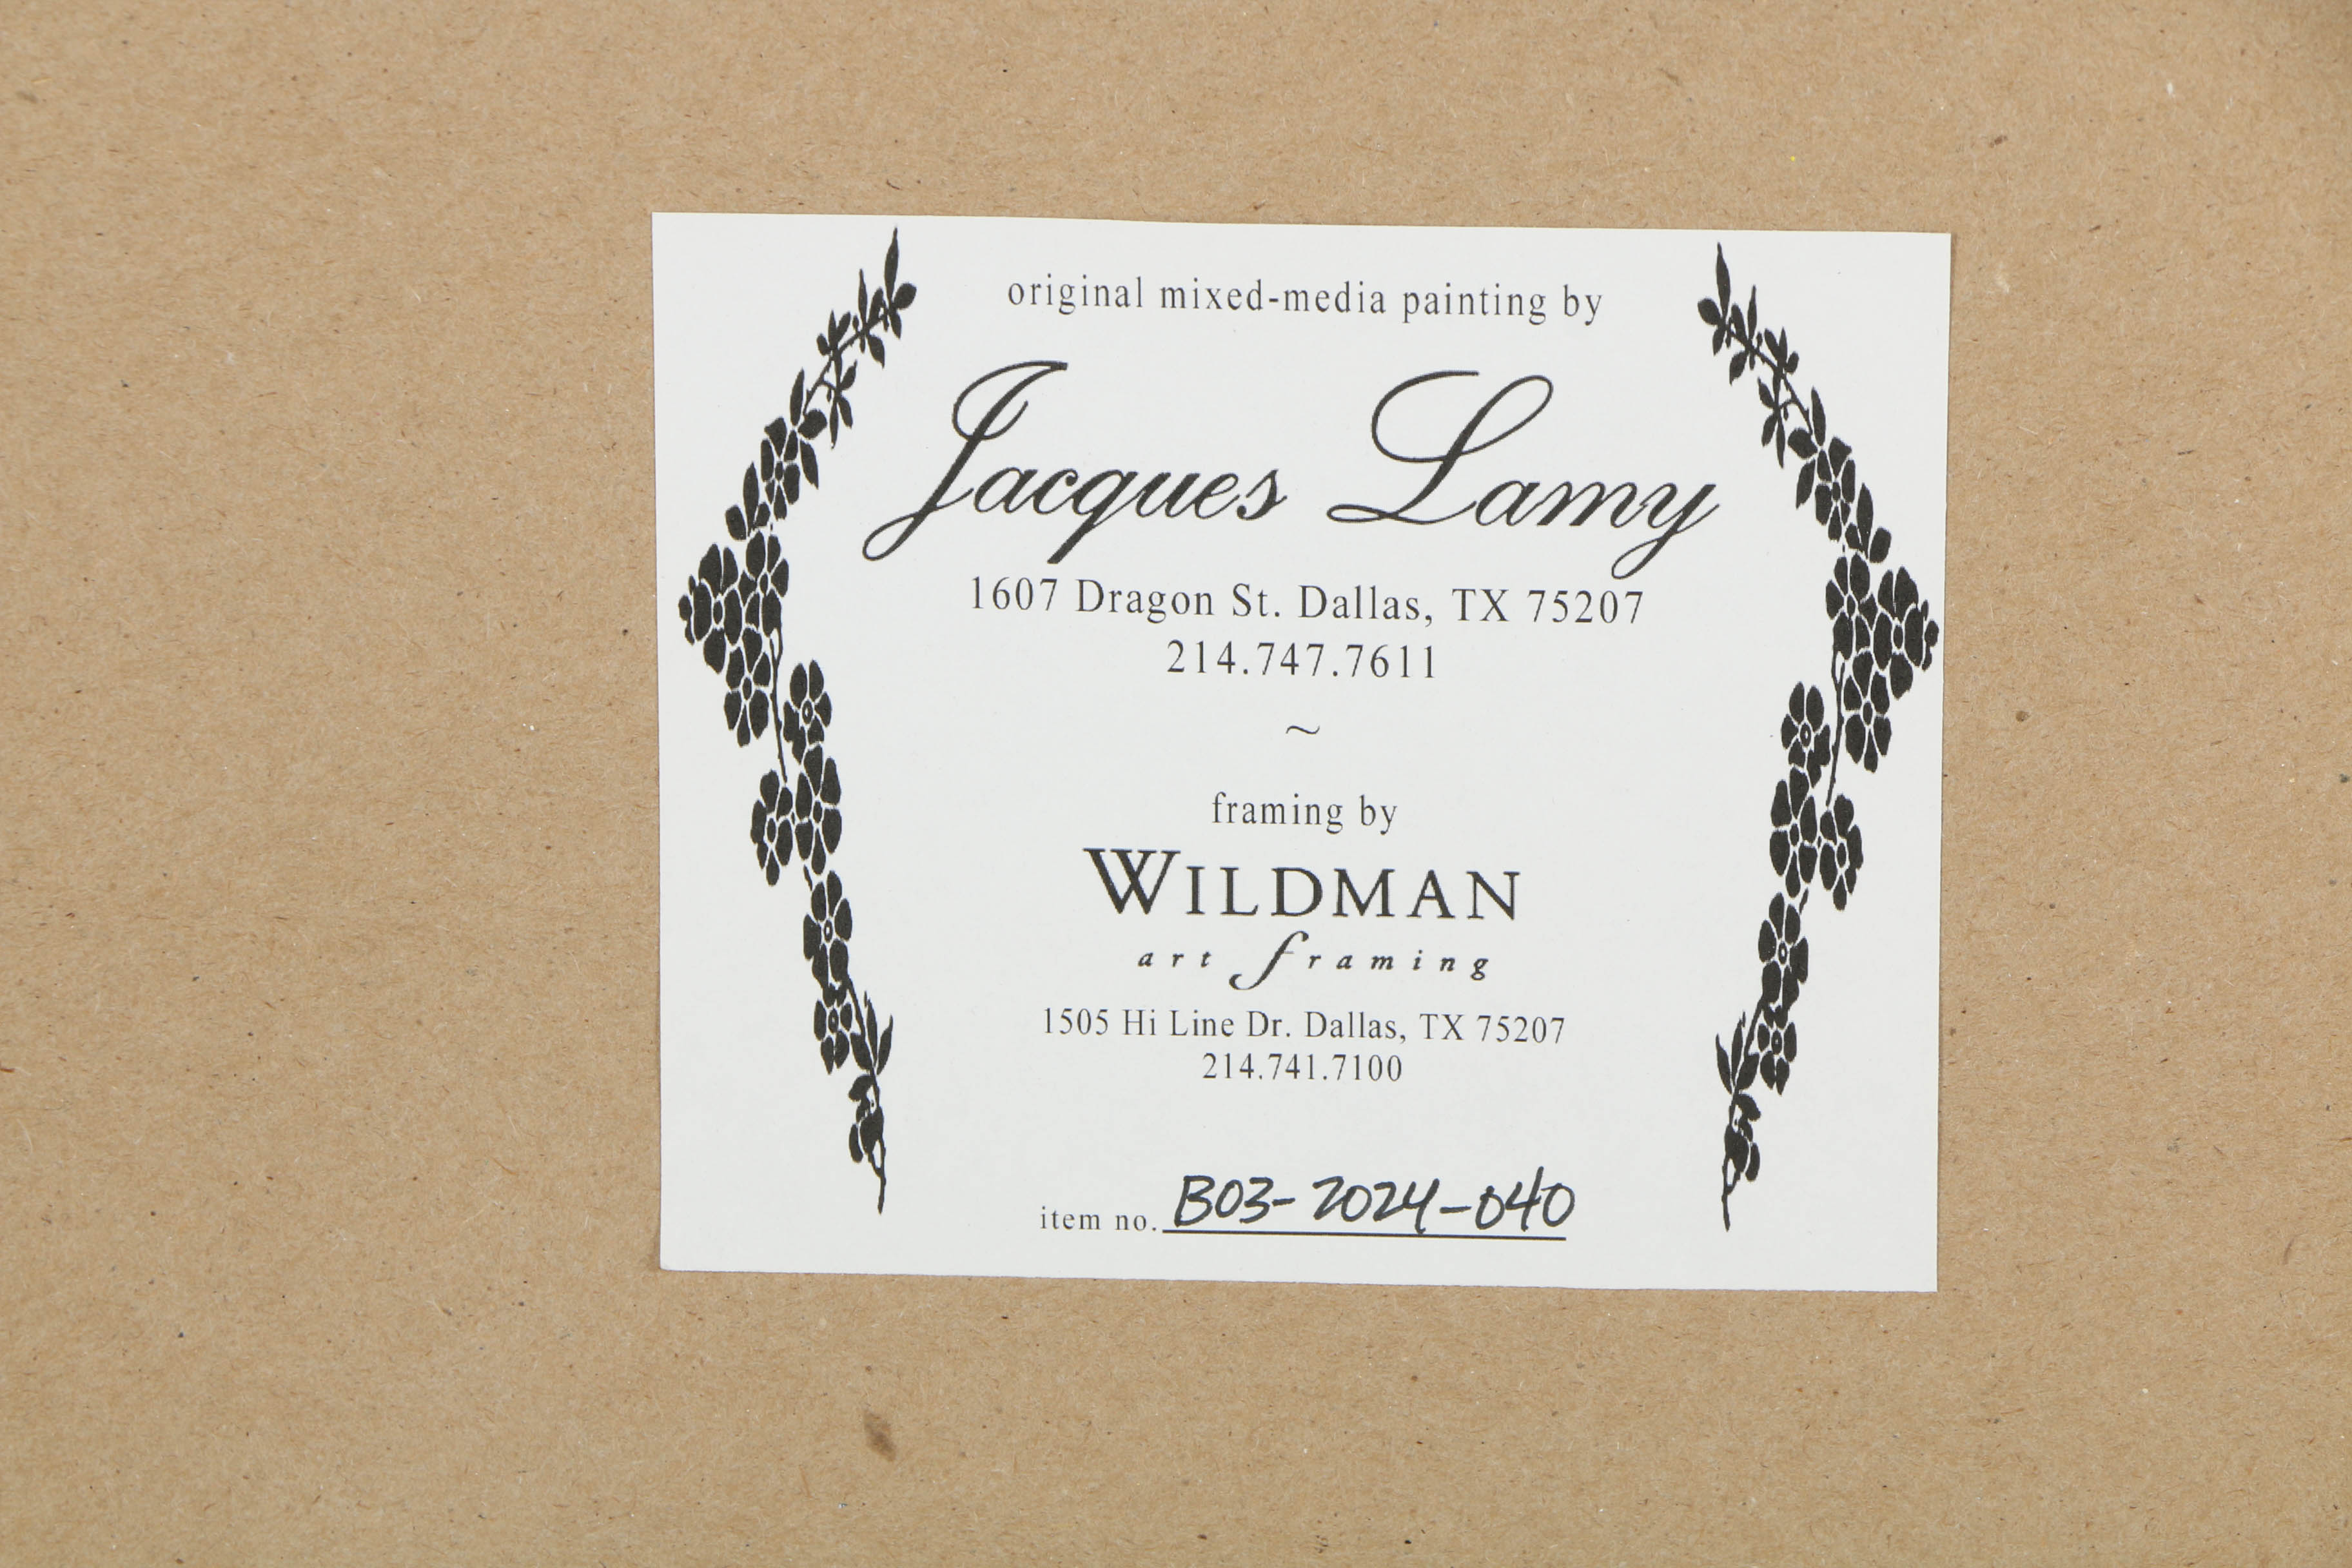 original mixed-media painting by
Jacques Lamy
1607 Dragon St. Dallas, TX 75207
214.747.7611
~
framing by
WILDMAN
art framing
1505 Hi Line Dr. Dallas, TX 75207
214.741.7100
item no. B03-2024-040